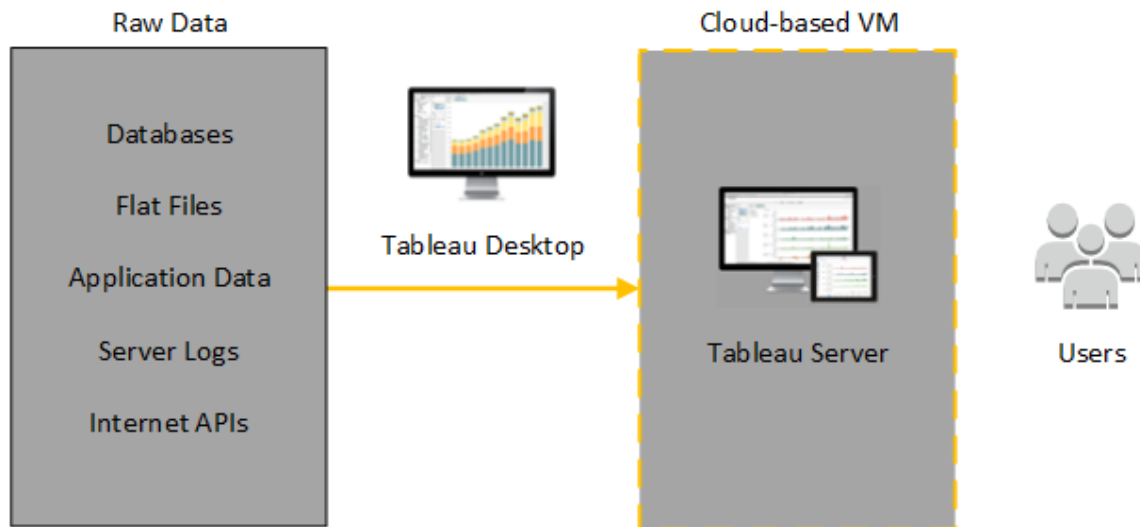 Raw Data
Databases
Flat Files
Application Data
Server Logs
Internet APIs
Tableau Desktop
Cloud-based VM
Tableau Server
Users